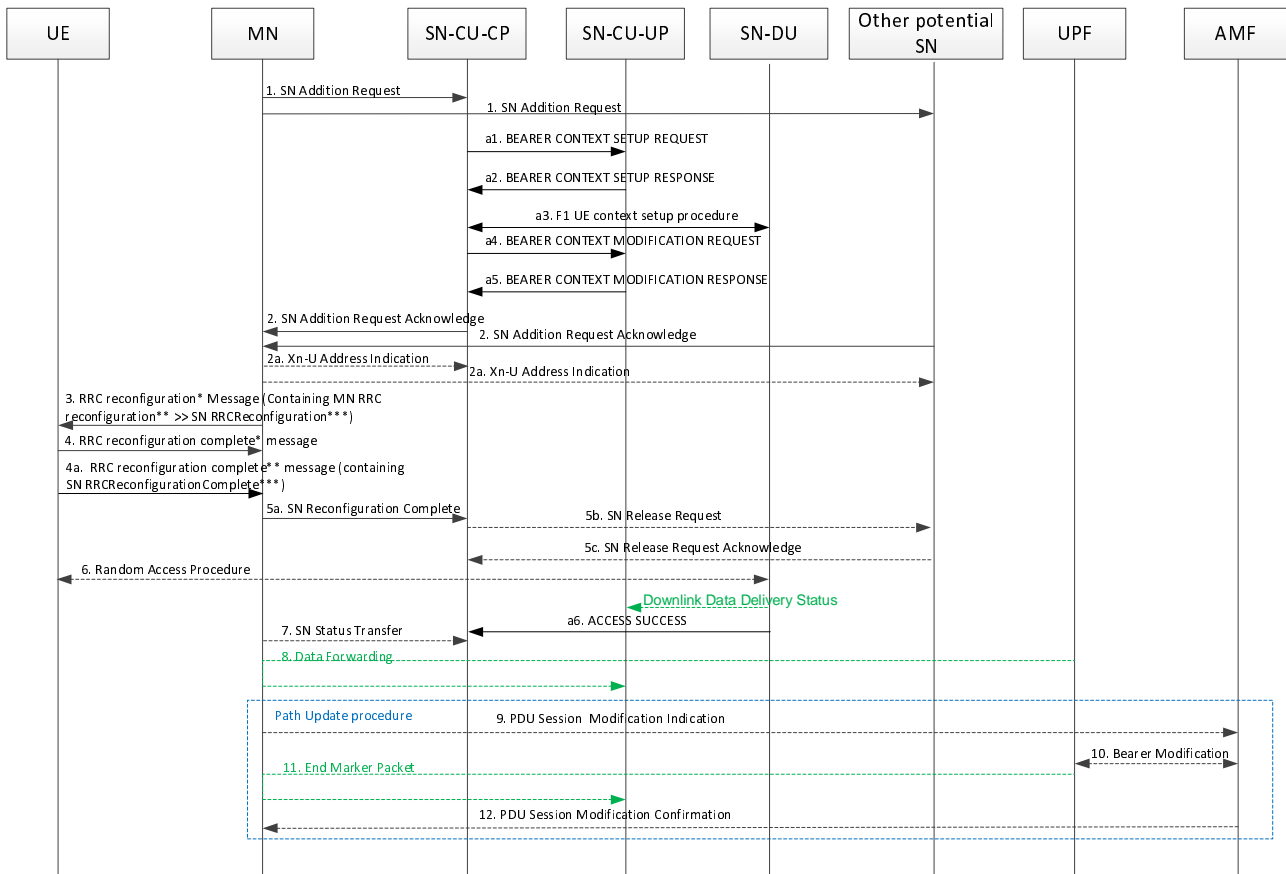 UE
MN
SN-CU-CP
SN-CU-UP
SN-DU
Other potential
SN
UPF
AMF
1. SN Addition Request
1. SN Addition Request
a1. BEARER CONTEXT SETUP REQUEST
a2. BEARER CONTEXT SETUP RESPONSE
a3. F1 UE context setup procedure
a4. BEARER CONTEXT MODIFICATION REQUEST
a5. BEARER CONTEXT MODIFICATION RESPONSE
2. SN Addition Request Acknowledge
2. SN Addition Request Acknowledge
2a. Xn-U Address Indication
2a. Xn-U Address Indication
3. RRC reconfiguration* Message (Containing MN RRC
reconfiguration** >> SN RRCReconfiguration***)
4. RRC reconfiguration complete* message
4a. RRC reconfiguration complete** message (containing
SN RRCReconfigurationComplete***)
5a. SN Reconfiguration Complete
5b. SN Release Request
5c. SN Release Request Acknowledge
6. Random Access Procedure
Downlink Data Delivery Status
a6. ACCESS SUCCESS
7. SN Status Transfer
8. Data Forwarding
Path Update procedure
9. PDU Session Modification Indication
10. Bearer Modification
11. End Marker Packet
12. PDU Session Modification Confirmation